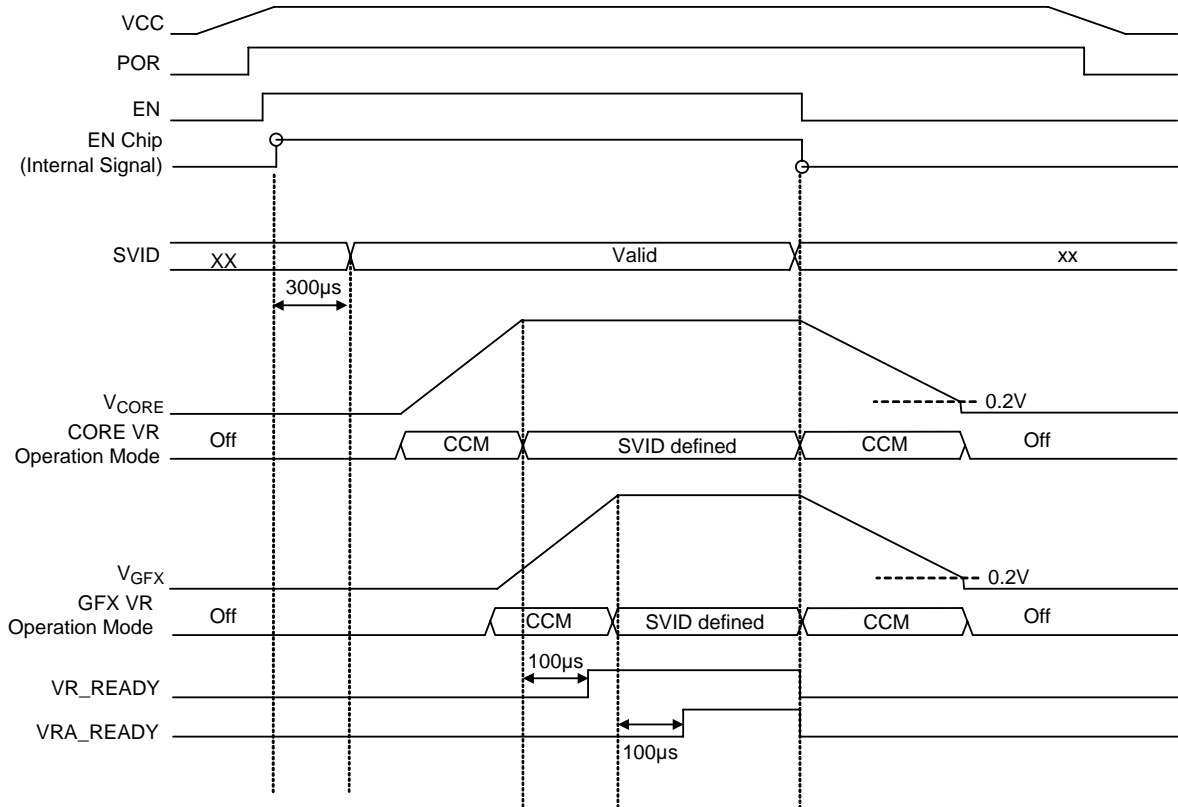 VCC
POR
EN
EN Chip
(Internal Signal)
SVID XX Valid xx
300µs
VCORE 0.2V
CORE VR
Operation Mode Off CCM SVID defined CCM Off
VGFX 0.2V
GFX VR
Operation Mode Off CCM SVID defined CCM Off
100µs
VR_READY
VRA_READY
100µs